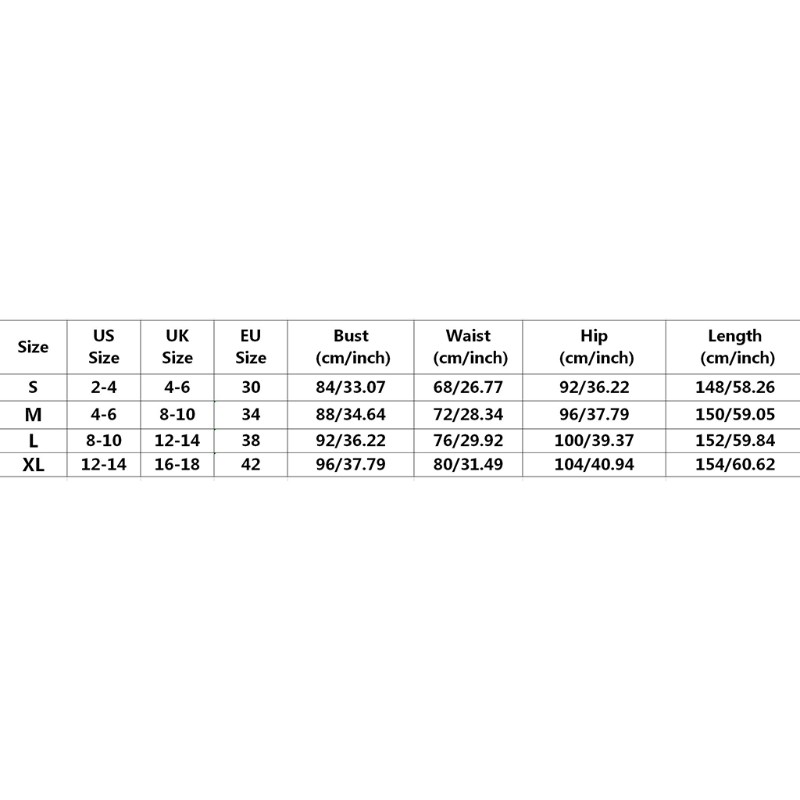 Size US Size UK Size EU Size Bust (cm/inch) Waist (cm/inch) Hip (cm/inch) Length (cm/inch)
S 2-4 4-6 30 84/33.07 68/26.77 92/36.22 148/58.26
M 4-6 8-10 34 88/34.64 72/28.34 96/37.79 150/59.05
L 8-10 12-14 38 92/36.22 76/29.92 100/39.37 152/59.84
XL 12-14 16-18 42 96/37.79 80/31.49 104/40.94 154/60.62